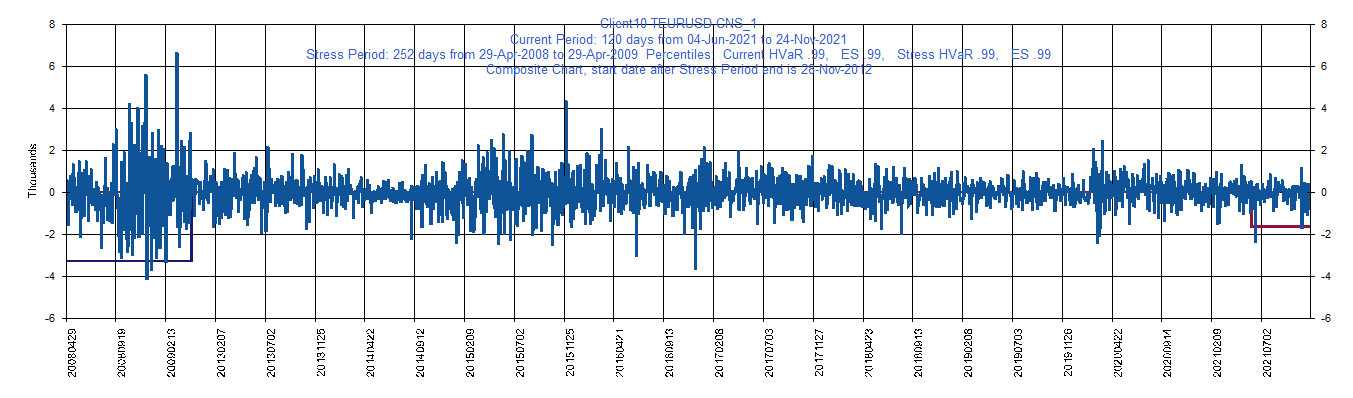 Client10 TEURUSD.CNS_1
Current Period: 120 days from 04-Jun-2021 to 24-Nov-2021
Stress Period: 252 days from 29-Apr-2008 to 29-Apr-2009 Percentiles: Current HVaR .99, ES .99, Stress HVaR .99, ES .99
Composite Chart, start date after Stress Period end is 28-Nov-2012
8 8
6 6
4 4
2 2
Thousands
0 0
-2 -2
-4 -4
-6 -6
20080429 20080919 20090213 20130207 20130702 20131125 20140422 20140912 20150209 20150702 20151125 20160421 20160913 20170208 20170703 20171127 20180423 20180913 20190208 20190703 20191126 20200422 20200914 20210209 20210702